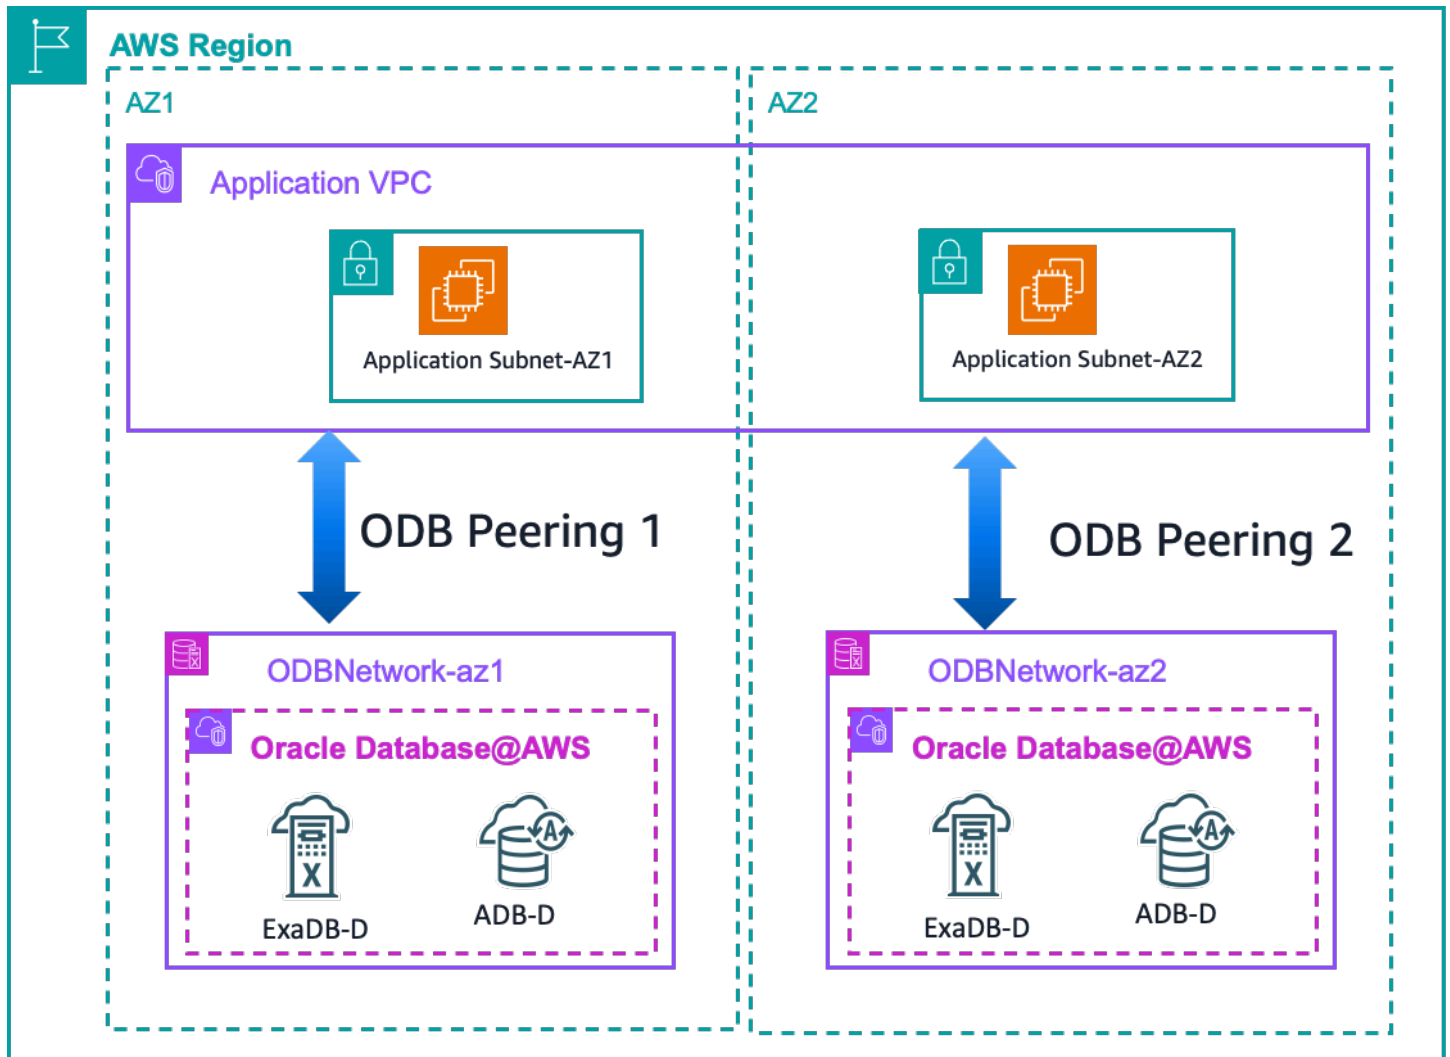 AWS Region
AZ1
AZ2
Application VPC
Application Subnet-AZ1
Application Subnet-AZ2
ODB Peering 1
ODB Peering 2
ODBNetwork-az1
ODBNetwork-az2
Oracle Database@AWS
Oracle Database@AWS
X
A
X
A
ExaDB-D
ADB-D
ExaDB-D
ADB-D